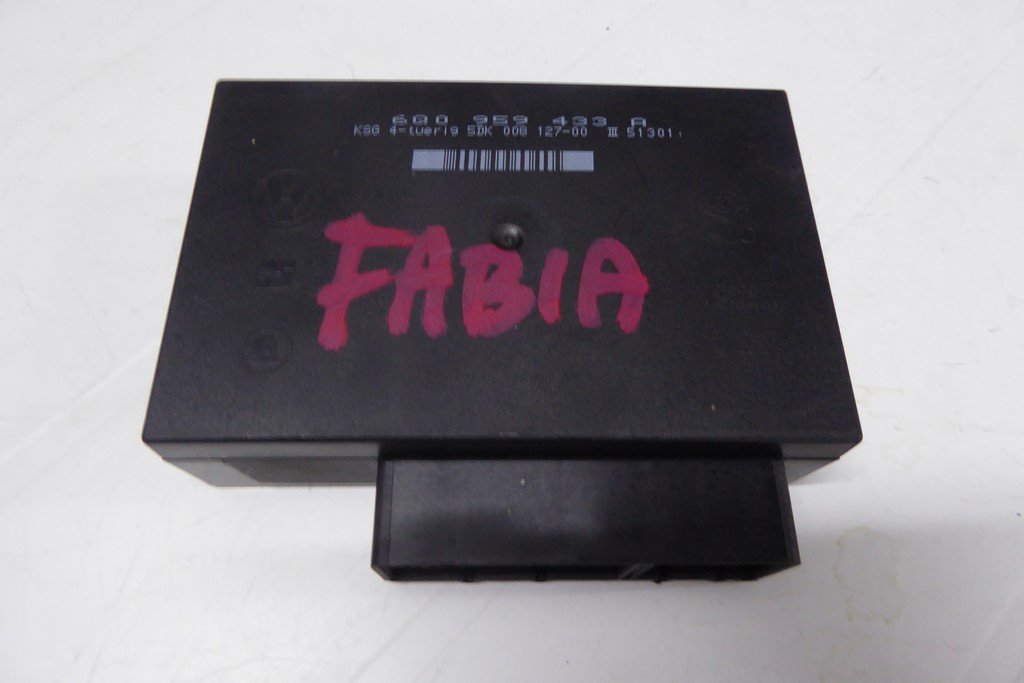 6Q0 959 433 A
KSG 4-tuerig 5DK 008 127-00 III 51301
FABIA